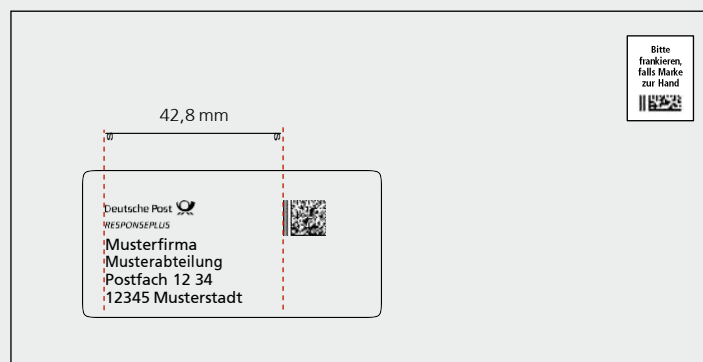 Bitte
frankieren,
falls Marke
zur Hand
42,8 mm
Deutsche Post
RESPONSEPLUS
Musterfirma
Musterabteilung
Postfach 12 34
12345 Musterstadt